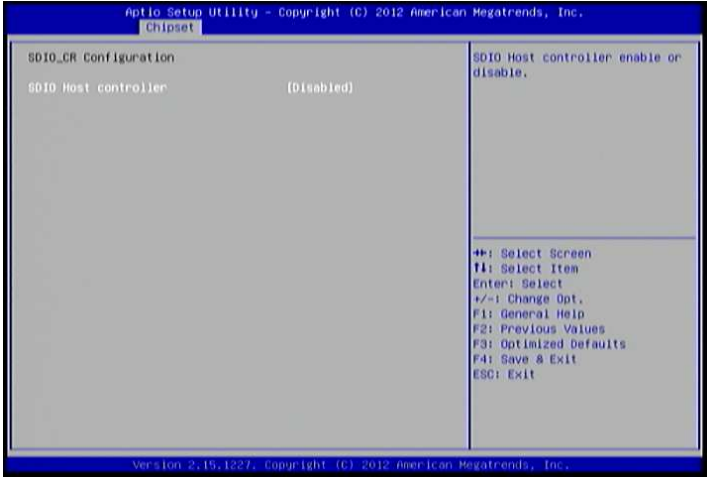 Aptio Setup Utility - Copyright (C) 2012 American Megatrends, Inc.
Chipset
SDIO_CR Configuration
SDIO Host controller [Disabled]
SDIO Host controller enable or
disable.
→←: Select Screen
↑↓: Select Item
Enter: Select
+/-: Change Opt.
F1: General Help
F2: Previous Values
F3: Optimized Defaults
F4: Save & Exit
ESC: Exit
Version 2.15.1227. Copyright (C) 2012 American Megatrends, Inc.